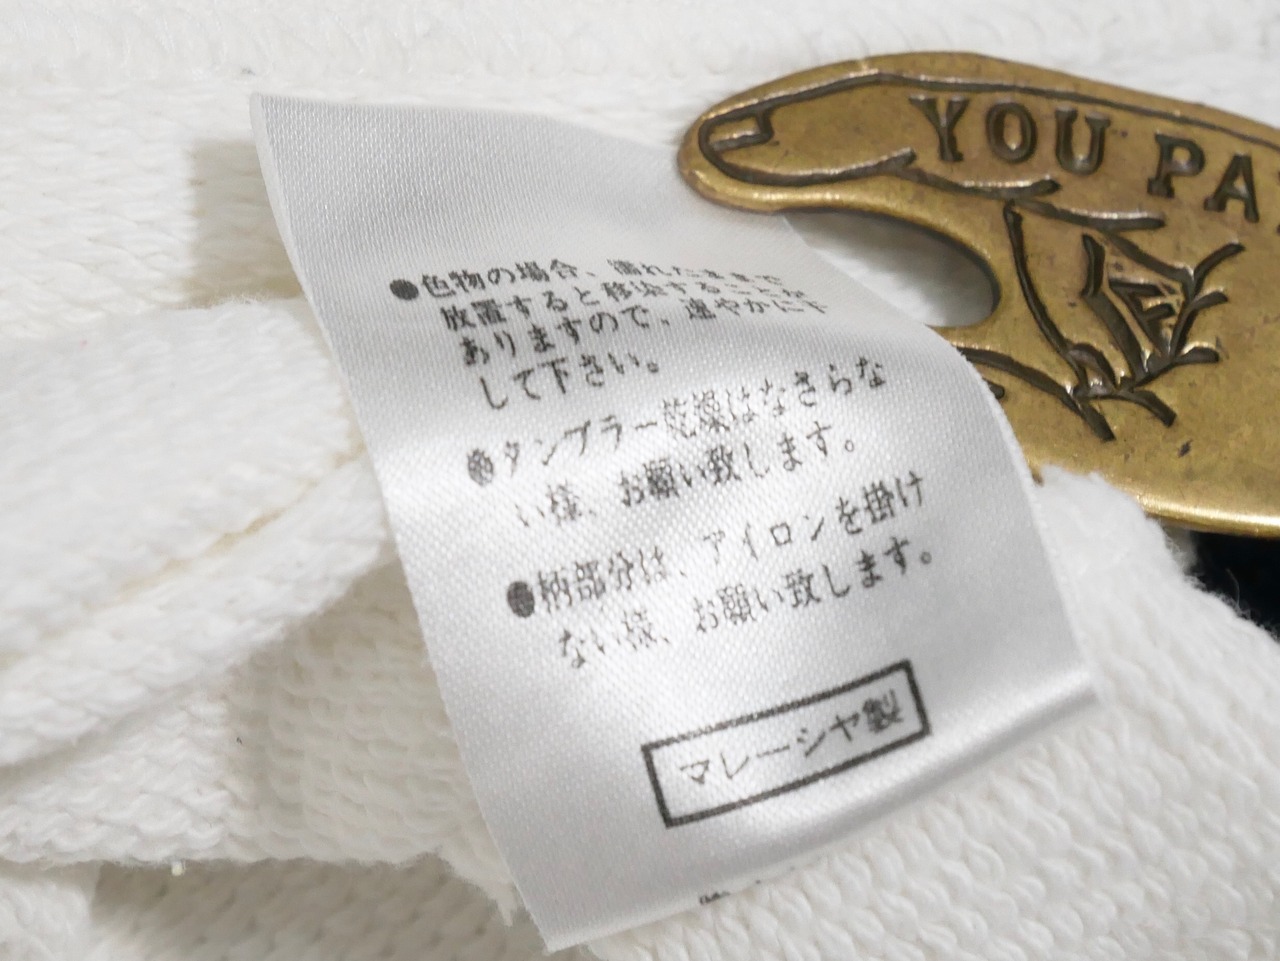 YOU PA
●色物の場合、濡れたままで
放置すると移染することが
ありますので、速やかに干
して下さい。
●タンブラー乾燥はなさらな
い様、お願い致します。
●柄部分は、アイロンを掛け
ない様、お願い致します。
マレーシヤ製